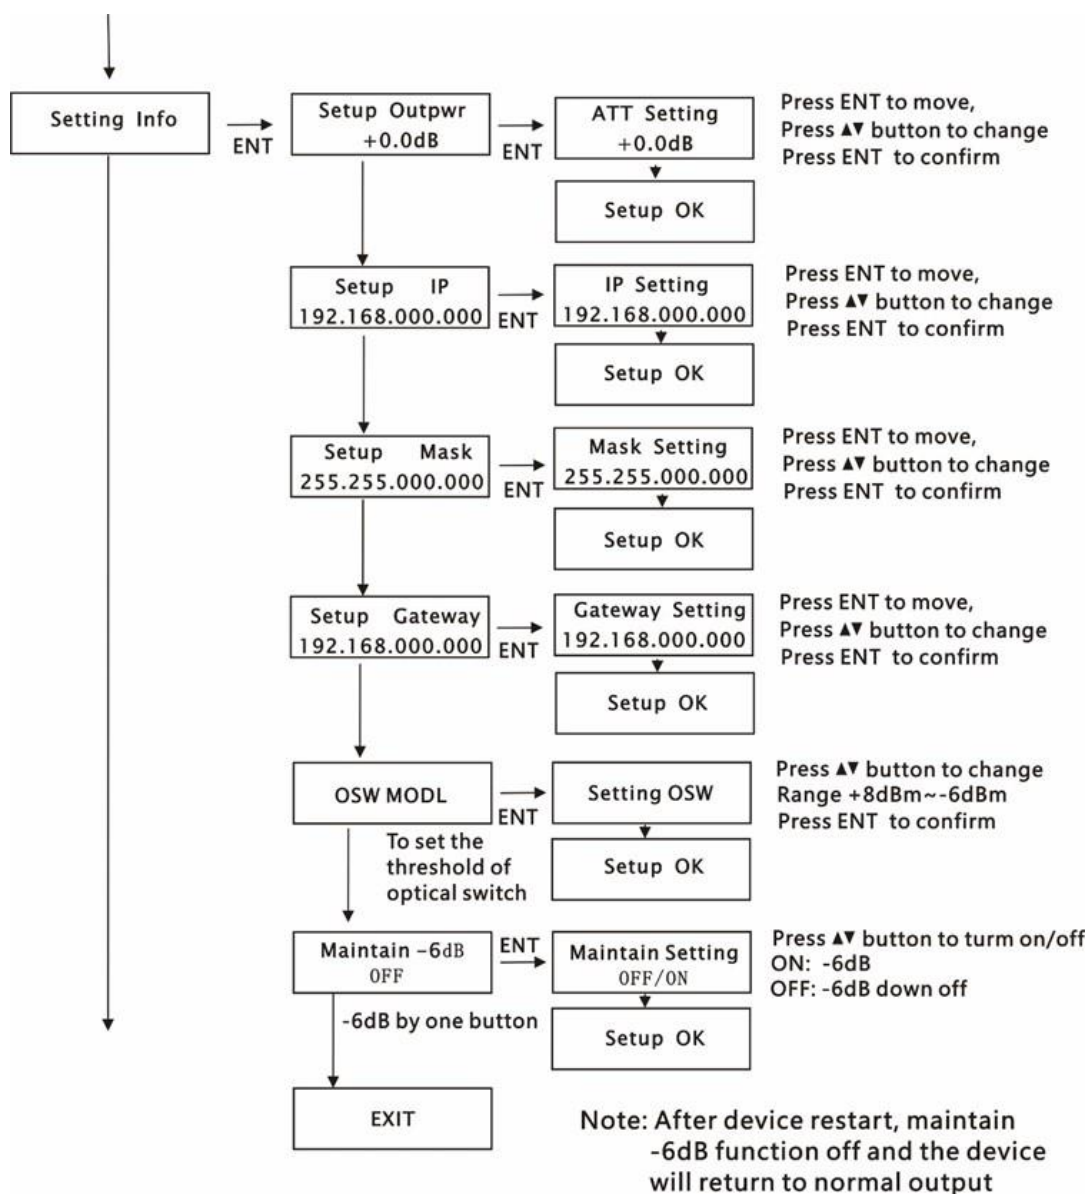 Setting Info
ENT
Setup Outpwr
+0.0dB
ENT
ATT Setting
+0.0dB
Press ENT to move,
Press ▲▼ button to change
Press ENT to confirm
Setup OK
Setup IP
192.168.000.000
ENT
IP Setting
192.168.000.000
Press ENT to move,
Press ▲▼ button to change
Press ENT to confirm
Setup OK
Setup Mask
255.255.000.000
ENT
Mask Setting
255.255.000.000
Press ENT to move,
Press ▲▼ button to change
Press ENT to confirm
Setup OK
Setup Gateway
192.168.000.000
ENT
Gateway Setting
192.168.000.000
Press ENT to move,
Press ▲▼ button to change
Press ENT to confirm
Setup OK
OSW MODL
ENT
Setting OSW
Press ▲▼ button to change
Range +8dBm~-6dBm
Press ENT to confirm
To set the
threshold of
optical switch
Setup OK
Maintain -6dB
OFF
ENT
Maintain Setting
OFF/ON
Press ▲▼ button to turm on/off
ON: -6dB
OFF: -6dB down off
-6dB by one button
Setup OK
EXIT
Note: After device restart, maintain
-6dB function off and the device
will return to normal output